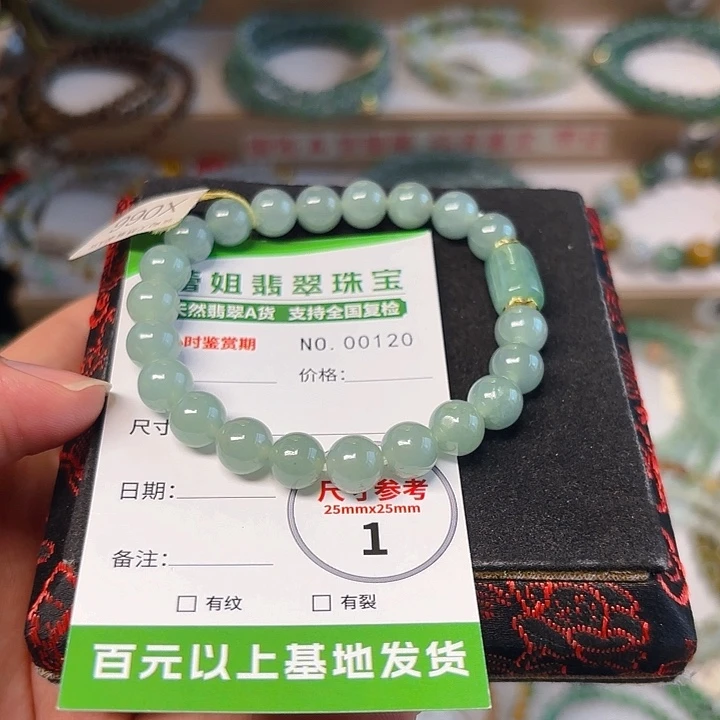 X066
姐翡翠珠宝
天然翡翠A货 支持全国复检
时鉴赏期 NO. 00120
价格:
尺寸
日期:
尺寸参考
25mmx25mm
1
备注:
□ 有纹 □ 有裂
百元以上基地发货